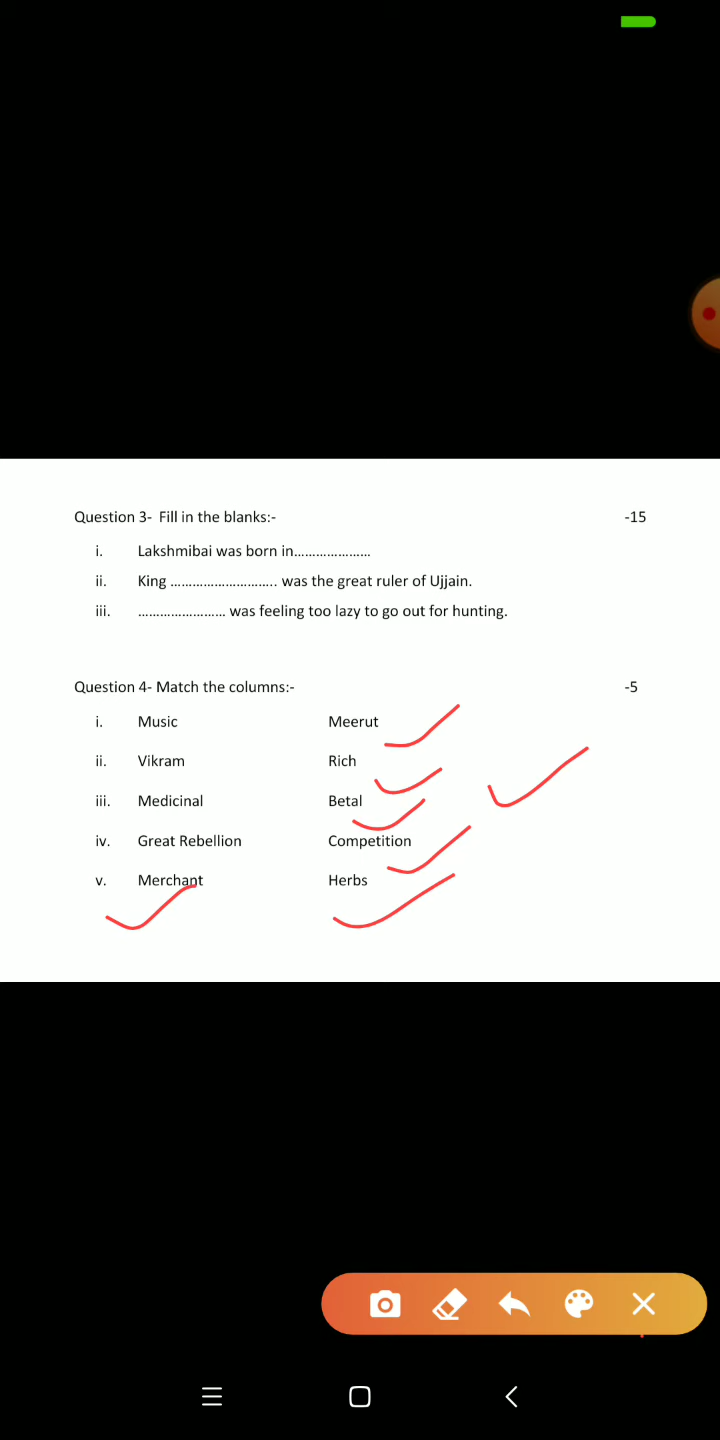 Question 3- Fill in the blanks:- -15
i. Lakshmibai was born in.....................
ii. King ............................. was the great ruler of Ujjain.
iii. ........................ was feeling too lazy to go out for hunting.
Question 4- Match the columns:- -5
i. Music Meerut
ii. Vikram Rich
iii. Medicinal Betal
iv. Great Rebellion Competition
v. Merchant Herbs